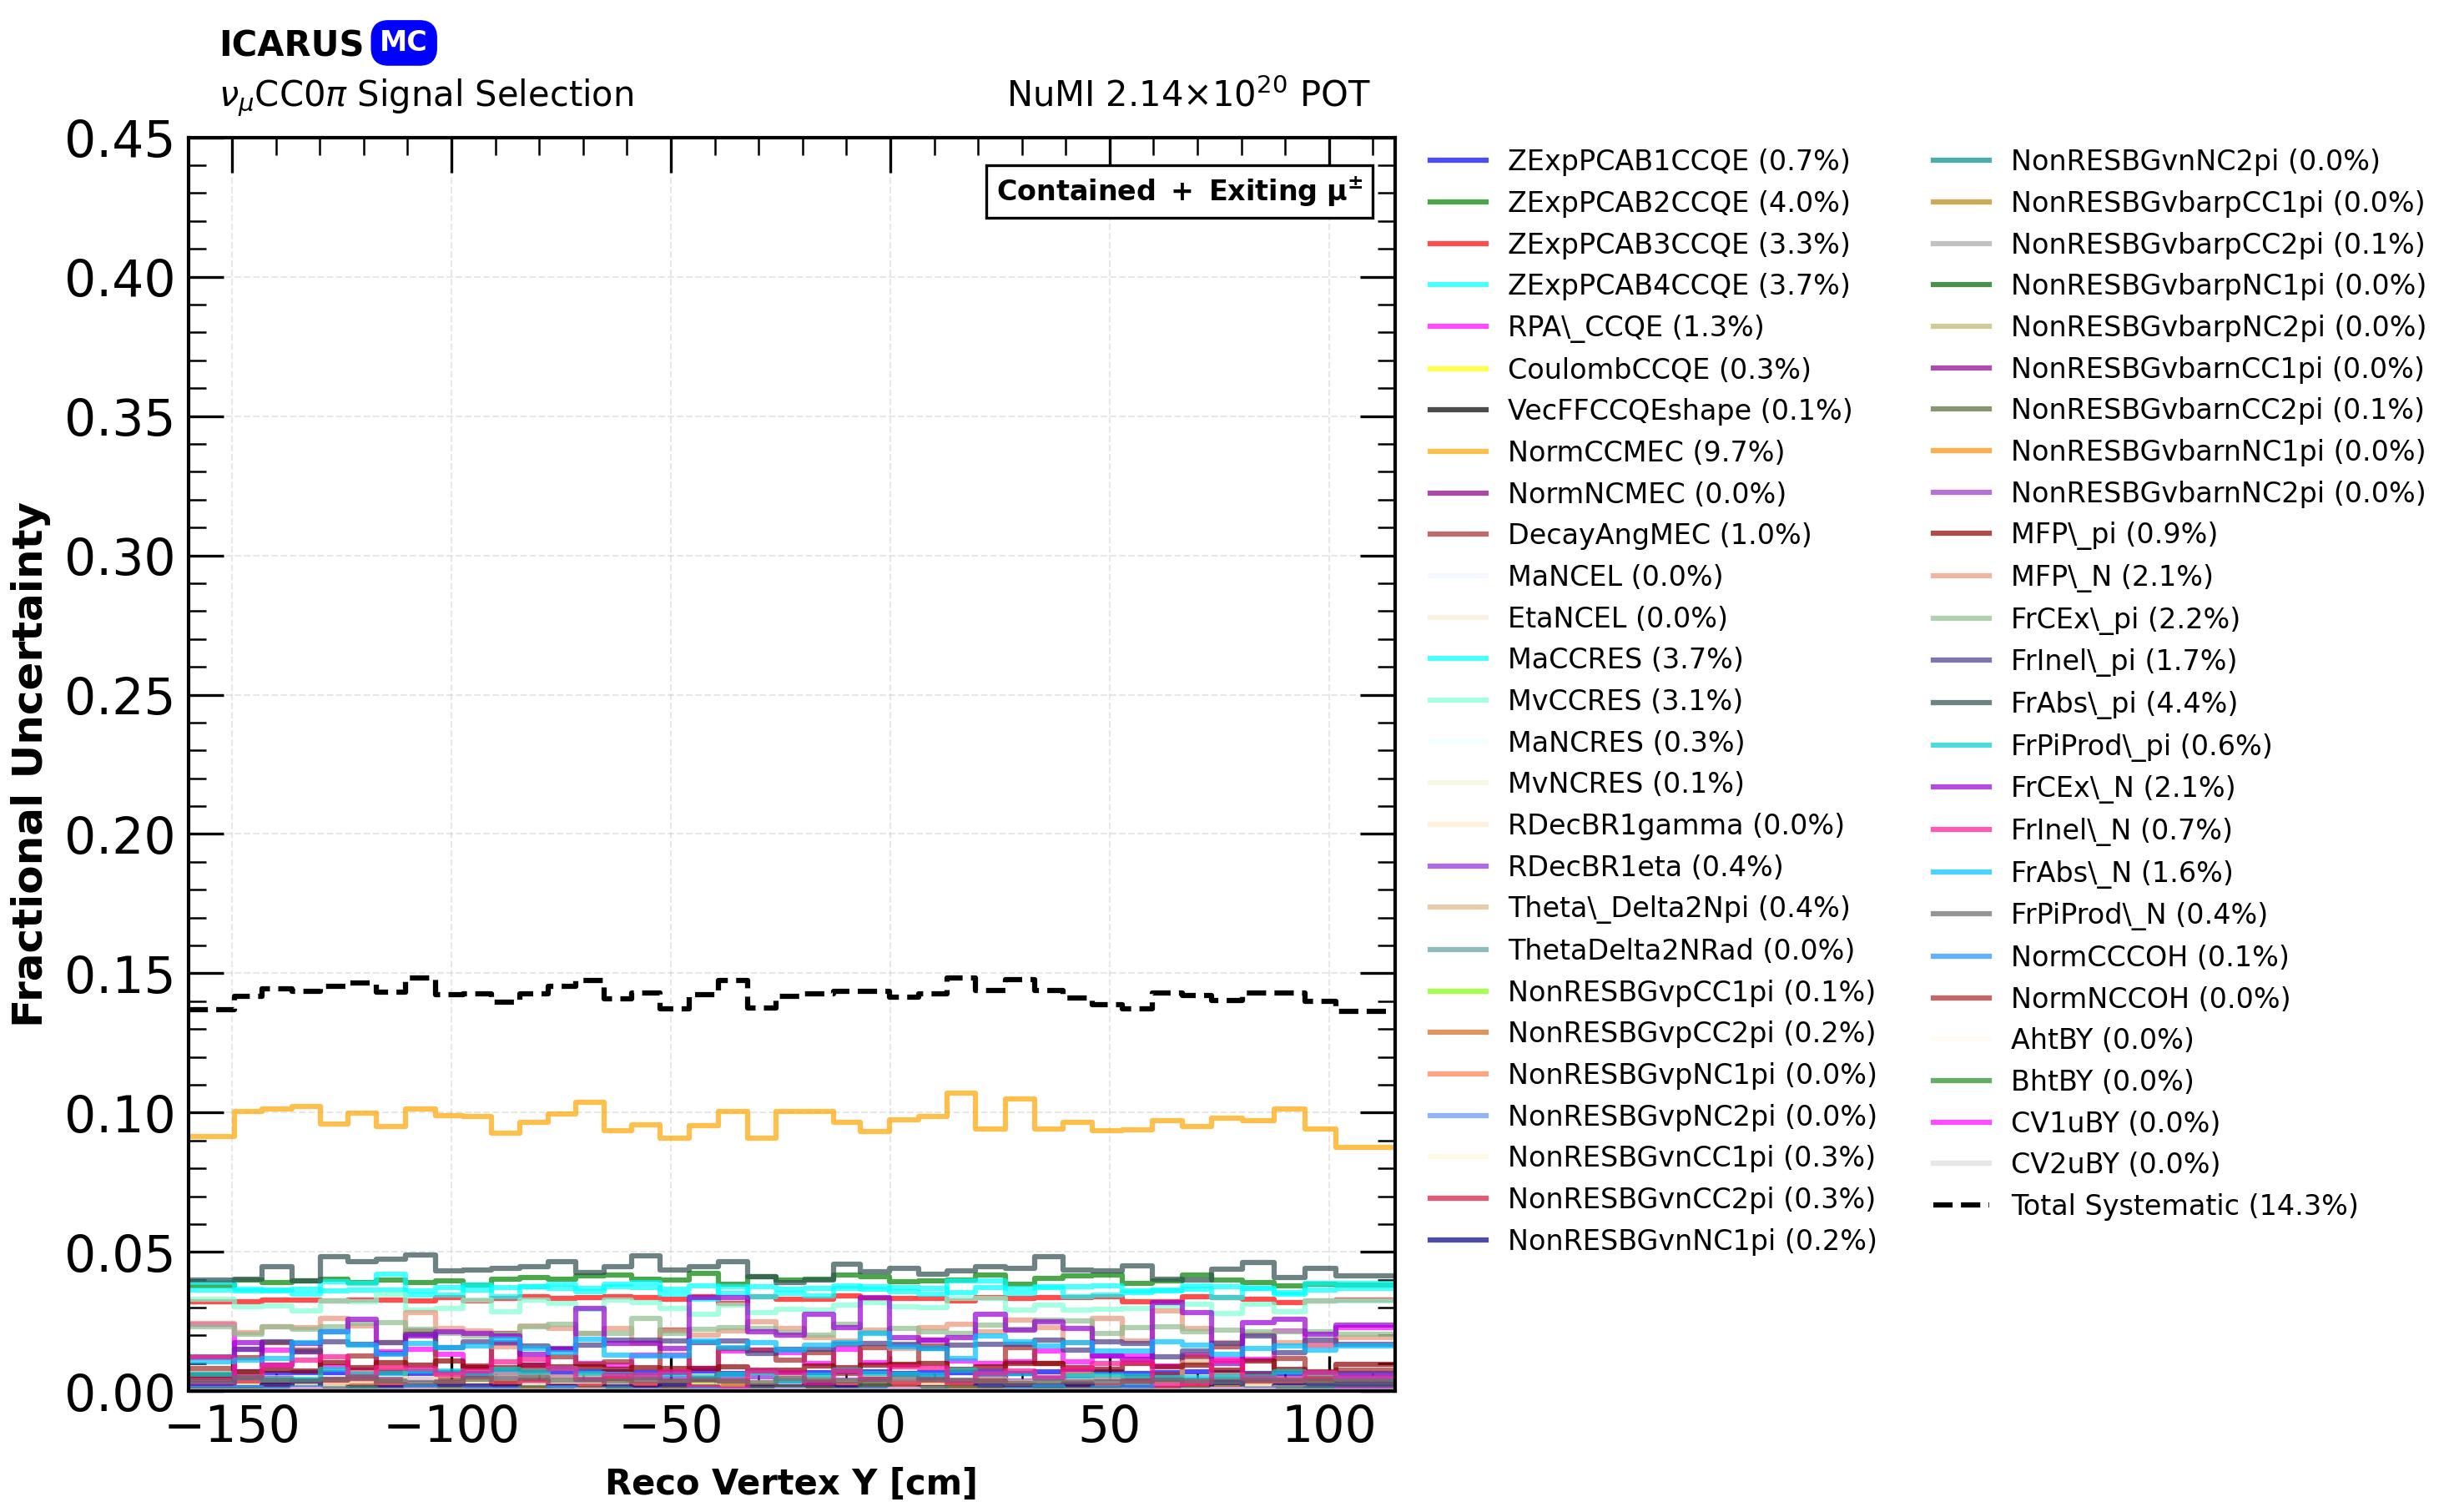 ICARUS MC
νμCC0π Signal Selection
NuMI 2.14×10²⁰ POT
Contained + Exiting μ±
Fractional Uncertainty
0.45
0.40
0.35
0.30
0.25
0.20
0.15
0.10
0.05
0.00
−150
−100
−50
0
50
100
Reco Vertex Y [cm]
ZExpPCAB1CCQE (0.7%)
ZExpPCAB2CCQE (4.0%)
ZExpPCAB3CCQE (3.3%)
ZExpPCAB4CCQE (3.7%)
RPA\_CCQE (1.3%)
CoulombCCQE (0.3%)
VecFFCCQEshape (0.1%)
NormCCMEC (9.7%)
NormNCMEC (0.0%)
DecayAngMEC (1.0%)
MaNCEL (0.0%)
EtaNCEL (0.0%)
MaCCRES (3.7%)
MvCCRES (3.1%)
MaNCRES (0.3%)
MvNCRES (0.1%)
RDecBR1gamma (0.0%)
RDecBR1eta (0.4%)
Theta\_Delta2Npi (0.4%)
ThetaDelta2NRad (0.0%)
NonRESBGvpCC1pi (0.1%)
NonRESBGvpCC2pi (0.2%)
NonRESBGvpNC1pi (0.0%)
NonRESBGvpNC2pi (0.0%)
NonRESBGvnCC1pi (0.3%)
NonRESBGvnCC2pi (0.3%)
NonRESBGvnNC1pi (0.2%)
NonRESBGvnNC2pi (0.0%)
NonRESBGvbarpCC1pi (0.0%)
NonRESBGvbarpCC2pi (0.1%)
NonRESBGvbarpNC1pi (0.0%)
NonRESBGvbarpNC2pi (0.0%)
NonRESBGvbarnCC1pi (0.0%)
NonRESBGvbarnCC2pi (0.1%)
NonRESBGvbarnNC1pi (0.0%)
NonRESBGvbarnNC2pi (0.0%)
MFP\_pi (0.9%)
MFP\_N (2.1%)
FrCEx\_pi (2.2%)
FrInel\_pi (1.7%)
FrAbs\_pi (4.4%)
FrPiProd\_pi (0.6%)
FrCEx\_N (2.1%)
FrInel\_N (0.7%)
FrAbs\_N (1.6%)
FrPiProd\_N (0.4%)
NormCCCOH (0.1%)
NormNCCOH (0.0%)
AhtBY (0.0%)
BhtBY (0.0%)
CV1uBY (0.0%)
CV2uBY (0.0%)
Total Systematic (14.3%)